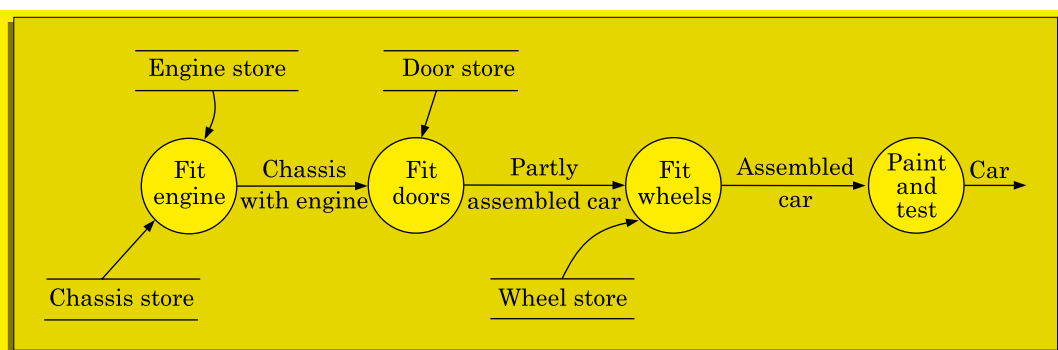 Engine store
Door store
Fit
engine
Chassis
with engine
Fit
doors
Partly
assembled car
Fit
wheels
Assembled
car
Paint
and
test
Car
Chassis store
Wheel store